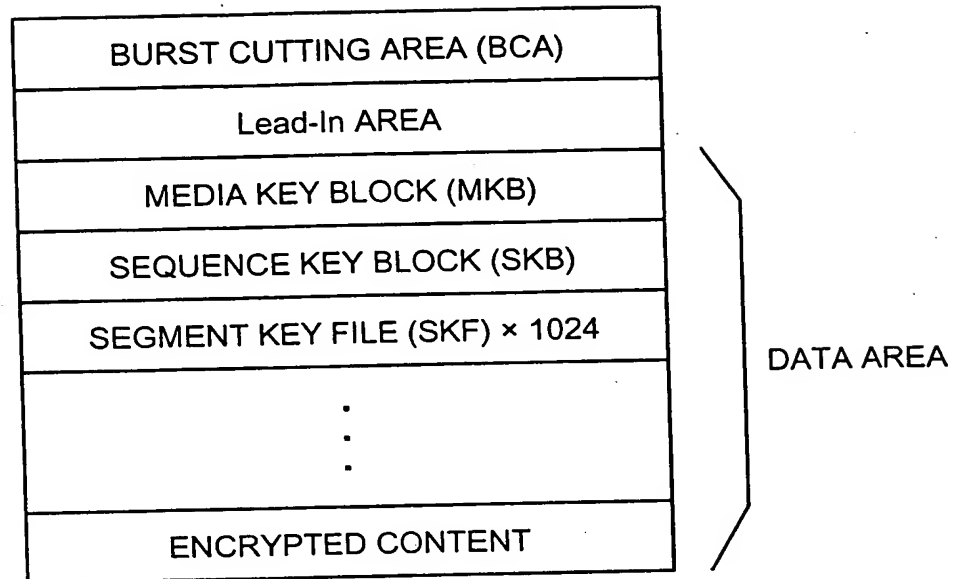 BURST CUTTING AREA (BCA)
Lead-In AREA
MEDIA KEY BLOCK (MKB)
SEQUENCE KEY BLOCK (SKB)
SEGMENT KEY FILE (SKF) × 1024
DATA AREA
ENCRYPTED CONTENT